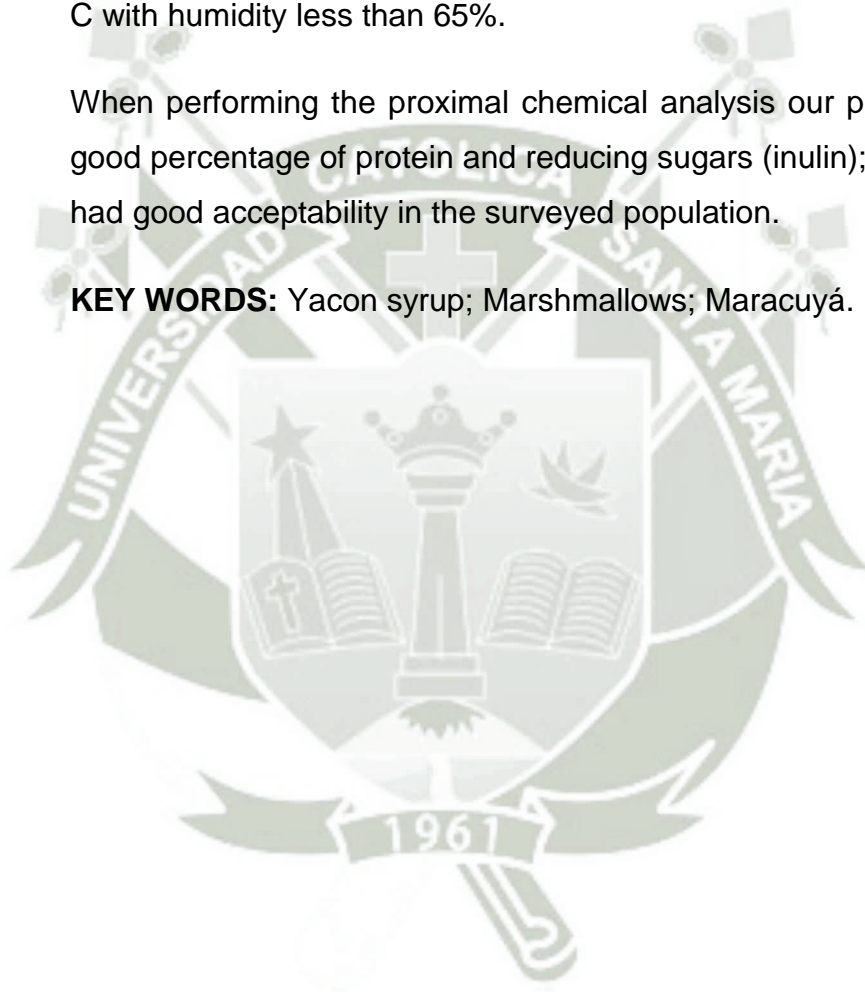 C with humidity less than 65%.
When performing the proximal chemical analysis our p
good percentage of protein and reducing sugars (inulin);
had good acceptability in the surveyed population.
KEY WORDS: Yacon syrup; Marshmallows; Maracuyá.
UNIVERSIDAD CATOLICA SANTA MARIA
1961